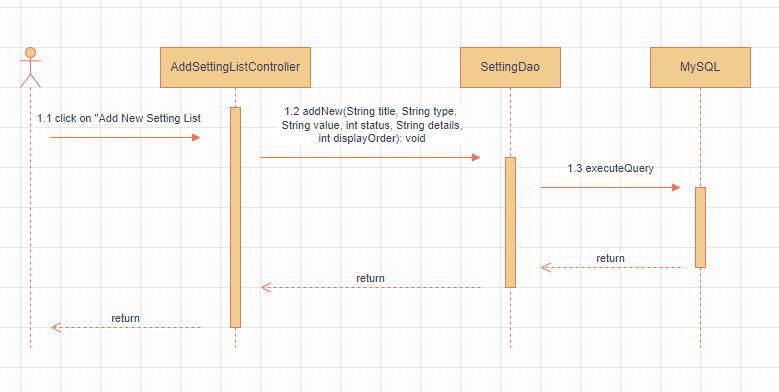 AddSettingListController
SettingDao
MySQL
1.1 click on "Add New Setting List
1.2 addNew(String title, String type,
String value, int status, String details,
int displayOrder): void
1.3 executeQuery
return
return
return